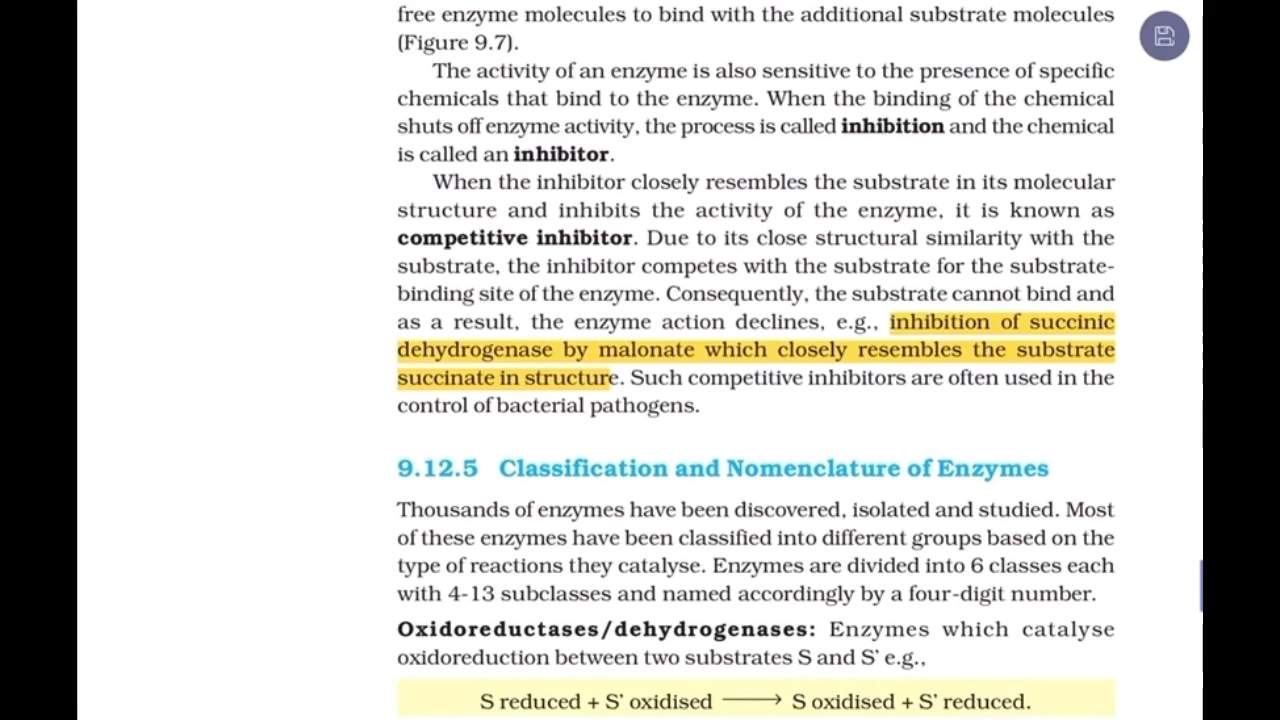 free enzyme molecules to bind with the additional substrate molecules
(Figure 9.7).
The activity of an enzyme is also sensitive to the presence of specific
chemicals that bind to the enzyme. When the binding of the chemical
shuts off enzyme activity, the process is called inhibition and the chemical
is called an inhibitor.
When the inhibitor closely resembles the substrate in its molecular
structure and inhibits the activity of the enzyme, it is known as
competitive inhibitor. Due to its close structural similarity with the
substrate, the inhibitor competes with the substrate for the substrate-
binding site of the enzyme. Consequently, the substrate cannot bind and
as a result, the enzyme action declines, e.g., inhibition of succinic
dehydrogenase by malonate which closely resembles the substrate
succinate in structure. Such competitive inhibitors are often used in the
control of bacterial pathogens.
9.12.5 Classification and Nomenclature of Enzymes
Thousands of enzymes have been discovered, isolated and studied. Most
of these enzymes have been classified into different groups based on the
type of reactions they catalyse. Enzymes are divided into 6 classes each
with 4-13 subclasses and named accordingly by a four-digit number.
Oxidoreductases/dehydrogenases: Enzymes which catalyse
oxidoreduction between two substrates S and S’ e.g.,
S reduced + S’ oxidised ⟶ S oxidised + S’ reduced.